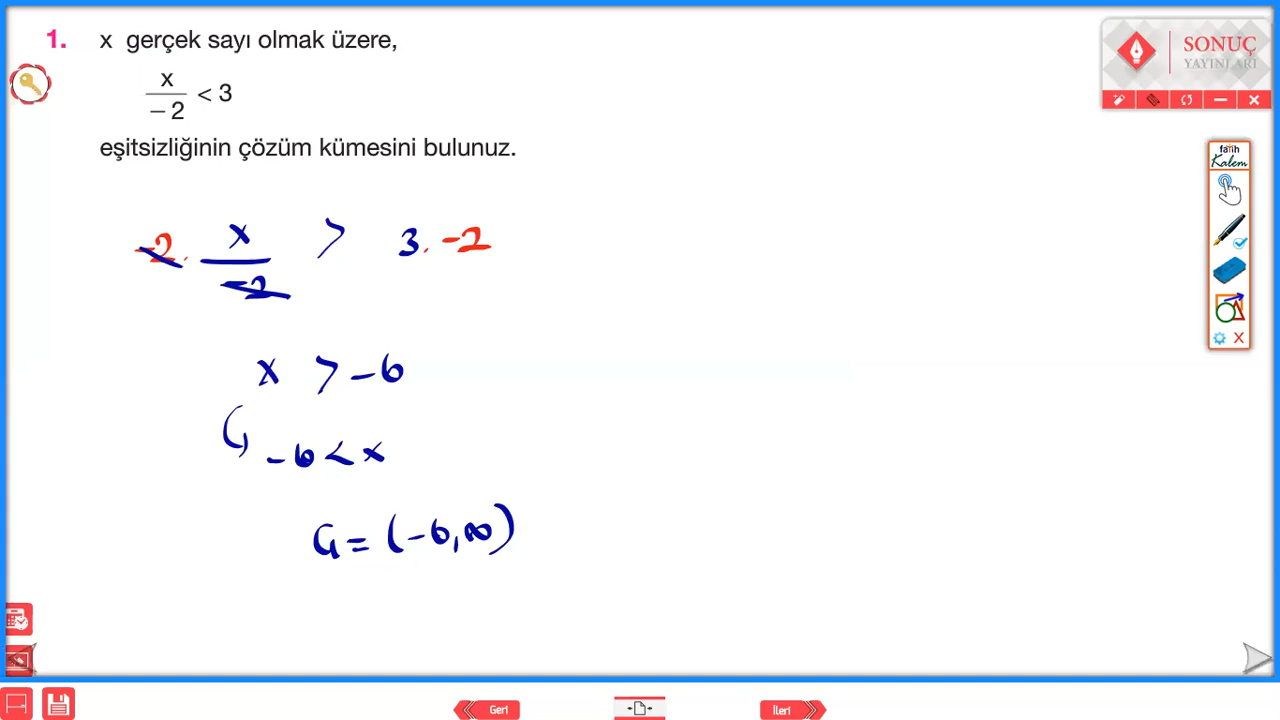 1. x gerçek sayı olmak üzere,
x
−2 < 3
eşitsizliğinin çözüm kümesini bulunuz.
-2. x > 3. -2
-2
x > -6
Ç -6 < x
Ç = (-6, ∞)
SONUÇ
YAYINLARI
fatih
Kalem
Geri
İleri